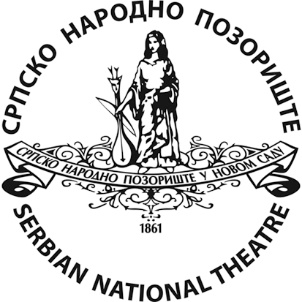 СРПСКО НАРОДНО ПОЗОРИШТЕ
СРПСКО НАРОДНО ПОЗОРИШТЕ У НОВОМ САДУ
1861
SERBIAN NATIONAL THEATRE